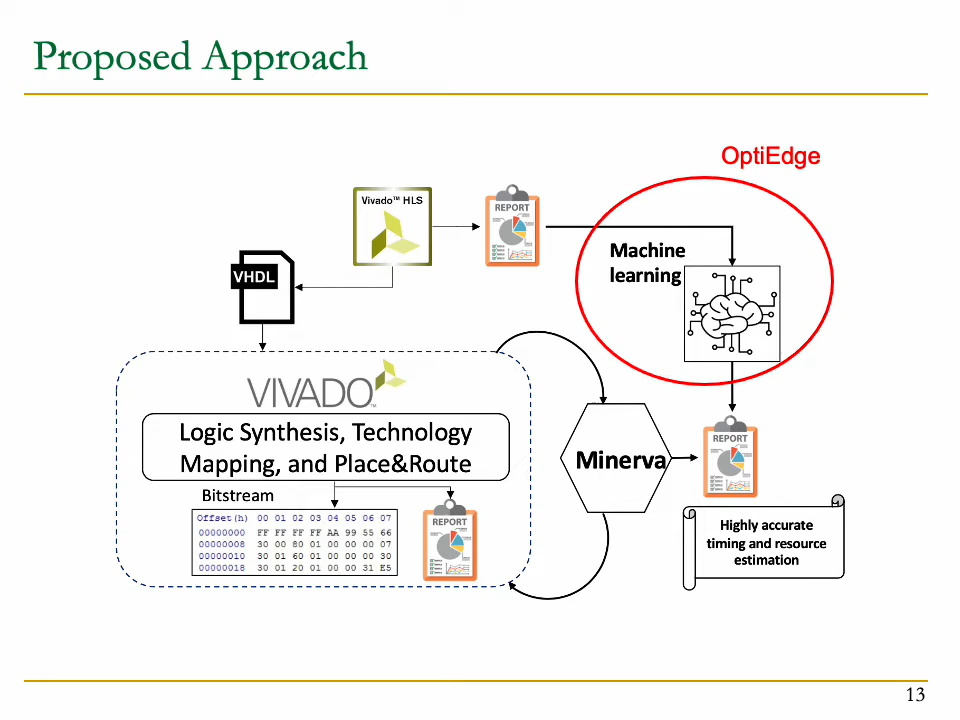 Proposed Approach
OptiEdge
Vivado™ HLS
REPORT
Machine
learning
VHDL
VIVADO™
Logic Synthesis, Technology
Mapping, and Place&Route
Bitstream
Offset(h) 00 01 02 03 04 05 06 07
00000000 FF FF FF FF AA 99 55 66
00000008 30 00 80 01 00 00 00 07
00000010 30 01 60 01 00 00 00 30
00000018 30 01 20 01 00 00 31 E5
REPORT
Minerva
REPORT
Highly accurate
timing and resource
estimation
13